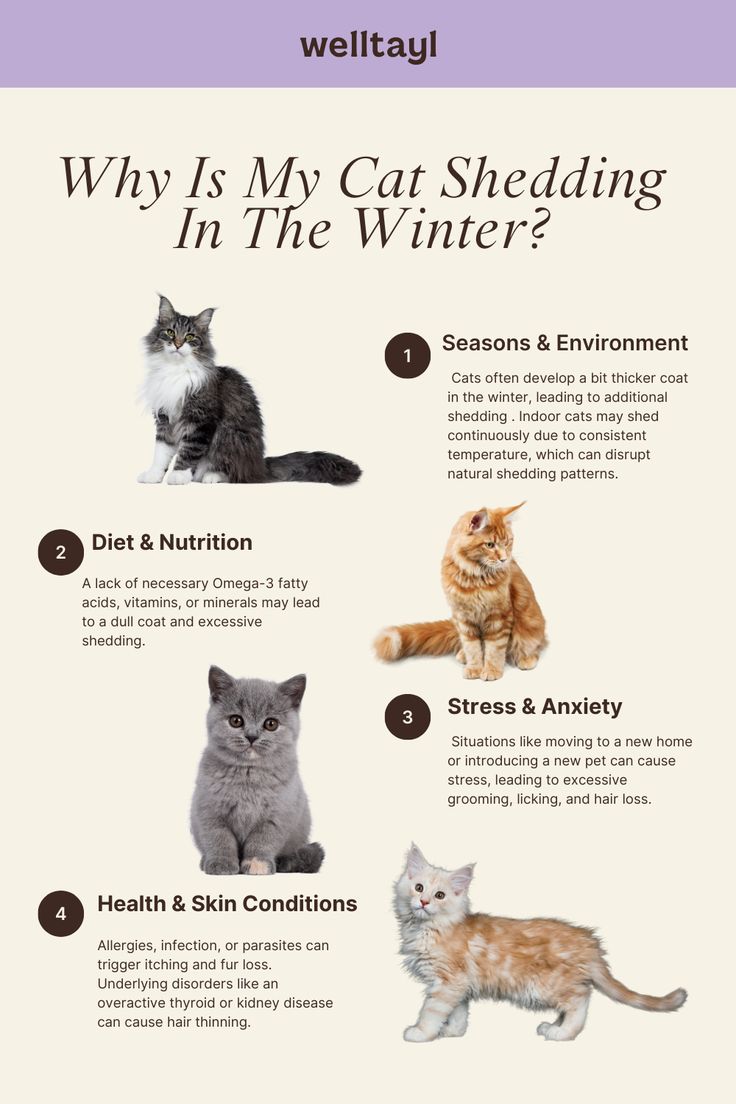 welltayl
Why Is My Cat Shedding
In The Winter?
1
Seasons & Environment
Cats often develop a bit thicker coat
in the winter, leading to additional
shedding . Indoor cats may shed
continuously due to consistent
temperature, which can disrupt
natural shedding patterns.
2
Diet & Nutrition
A lack of necessary Omega-3 fatty
acids, vitamins, or minerals may lead
to a dull coat and excessive
shedding.
3
Stress & Anxiety
Situations like moving to a new home
or introducing a new pet can cause
stress, leading to excessive
grooming, licking, and hair loss.
4
Health & Skin Conditions
Allergies, infection, or parasites can
trigger itching and fur loss.
Underlying disorders like an
overactive thyroid or kidney disease
can cause hair thinning.